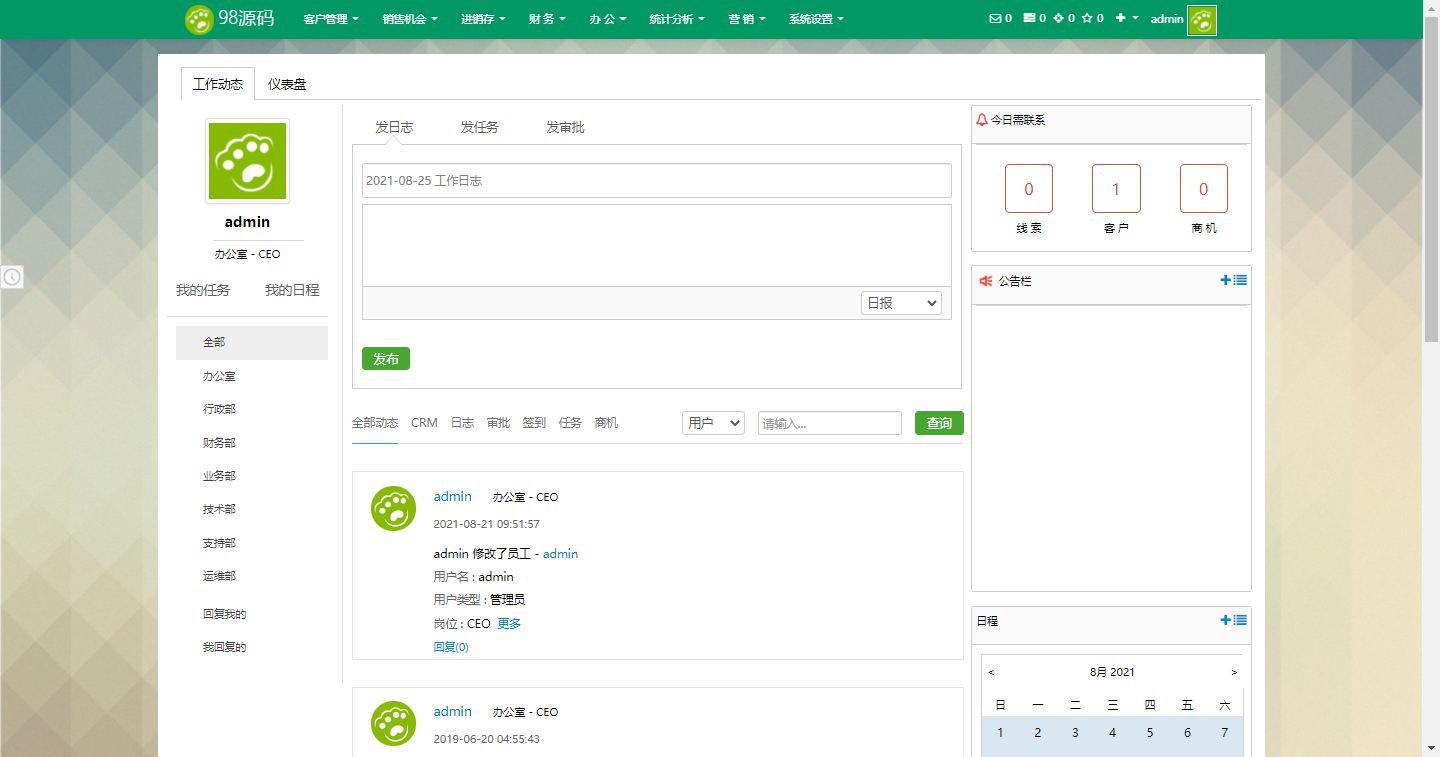 98源码 客户管理 销售机会 进销存 财 务 办 公 统计分析 营 销 系统设置 0 0 0 0 admin
工作动态 仪表盘
admin
办公室 - CEO
我的任务 我的日程
全部
办公室
行政部
财务部
业务部
技术部
支持部
运维部
回复我的
我回复的
发日志 发任务 发审批
2021-08-25 工作日志
日报
发布
全部动态 CRM 日志 审批 签到 任务 商机 用户 请输入... 查询
admin 办公室 - CEO
2021-08-21 09:51:57
admin 修改了员工 - admin
用户名 : admin
用户类型 : 管理员
岗位 : CEO 更多
回复(0)
admin 办公室 - CEO
2019-06-20 04:55:43
今日需联系
0 1 0
线 索 客 户 商 机
公告栏
日程
< 8月 2021 >
日 一 二 三 四 五 六
1 2 3 4 5 6 7